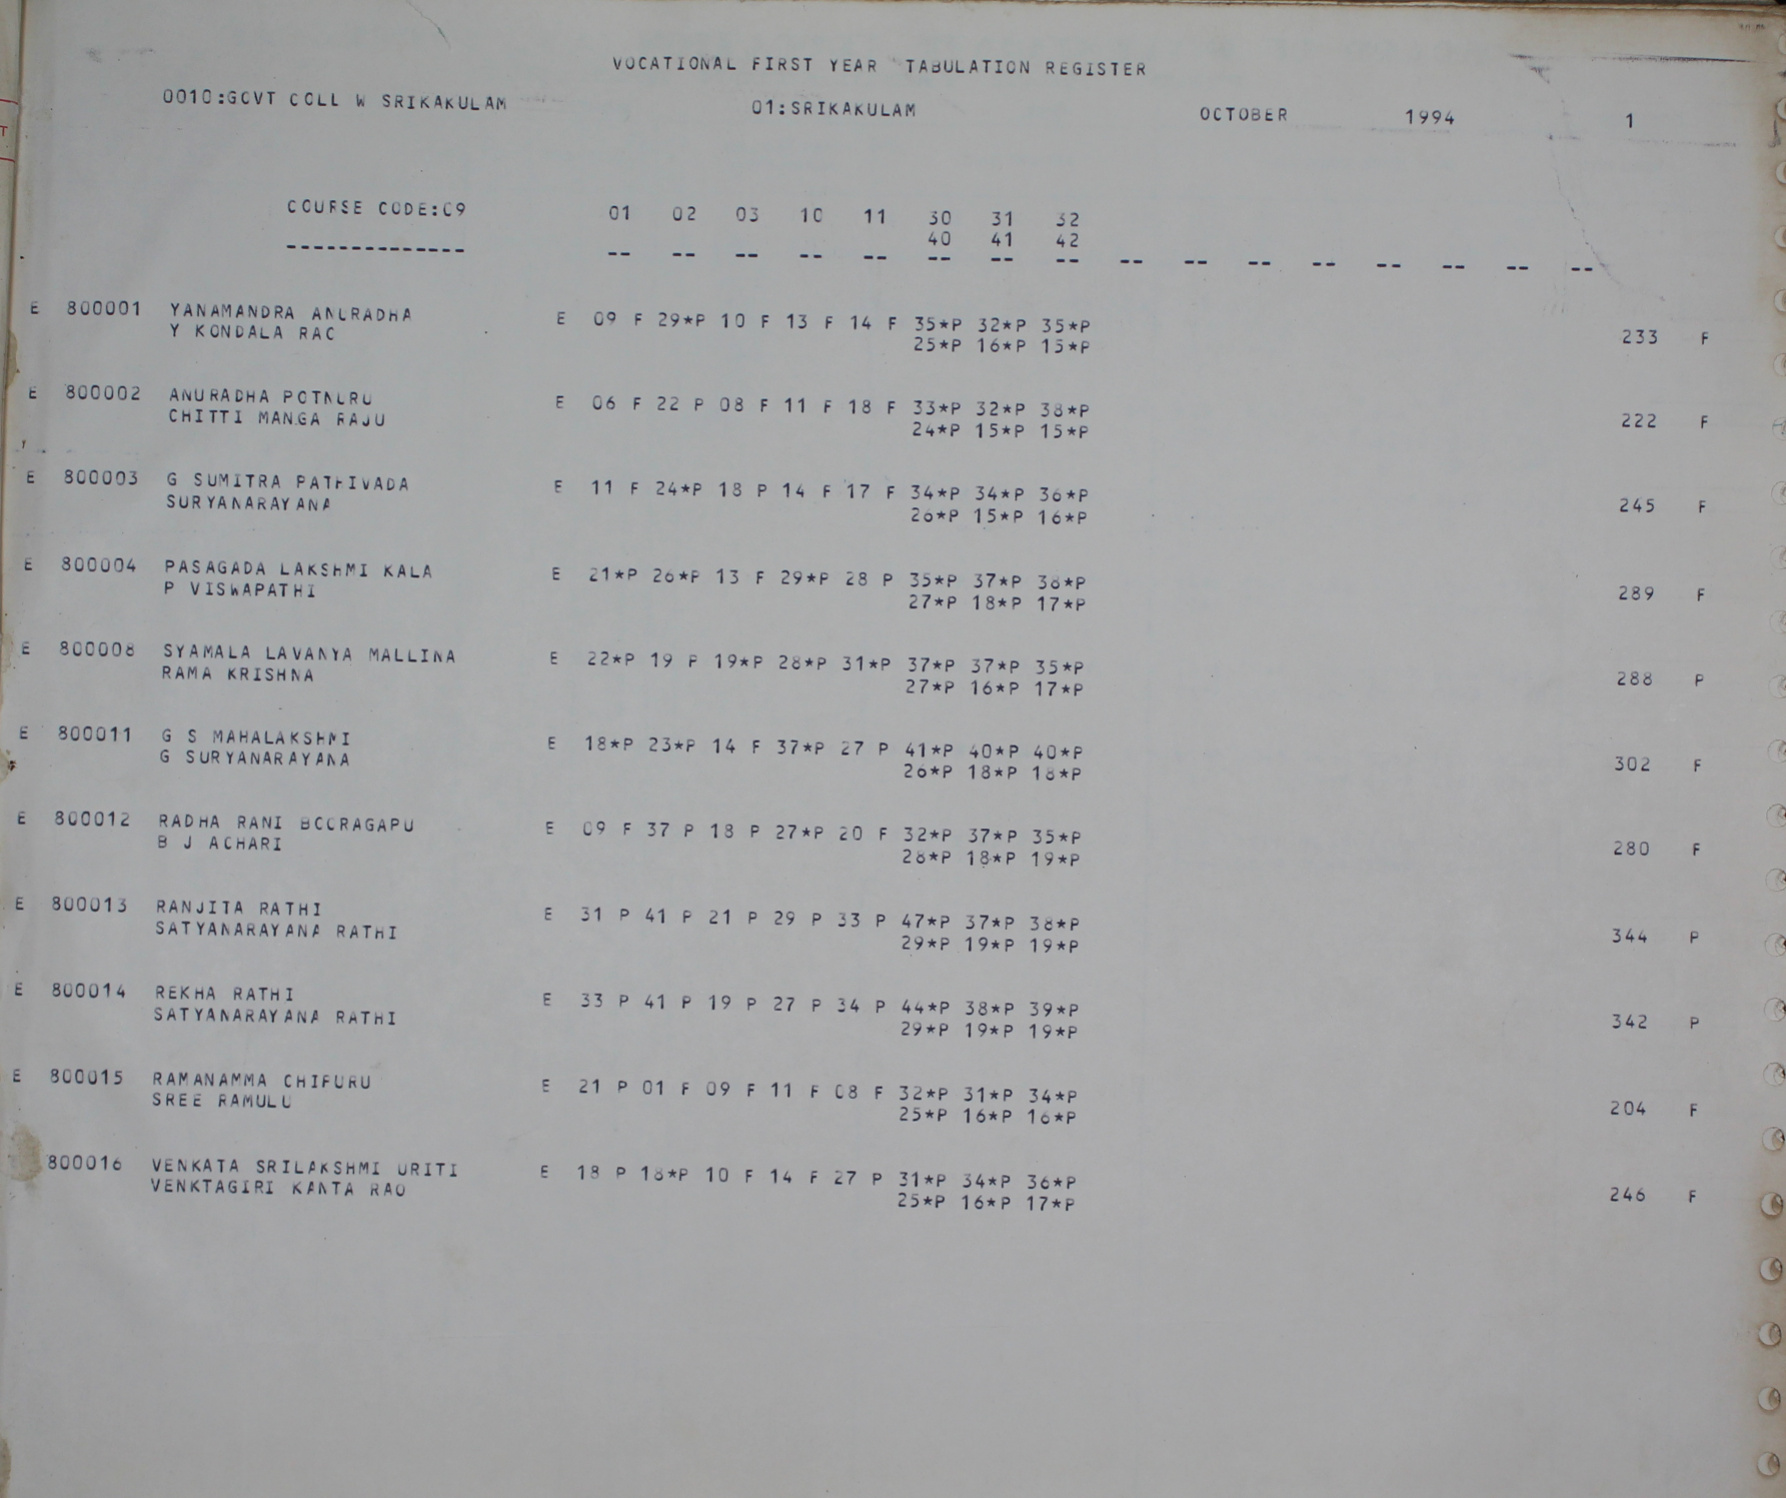 VOCATIONAL FIRST YEAR TABULATION REGISTER
0010:GOVT COLL W SRIKAKULAM 01:SRIKAKULAM OCTOBER 1994 1
COURSE CODE:09 01 02 03 10 11 30 31 32
40 41 42
-------------- -- -- -- -- -- -- -- -- -- -- -- -- -- -- -- --
E 800001 YANAMANDRA ANURADHA E 09 F 29*P 10 F 13 F 14 F 35*P 32*P 35*P
Y KONDALA RAO 25*P 16*P 15*P 233 F
E 800002 ANURADHA POTNURU E 06 F 22 P 08 F 11 F 18 F 33*P 32*P 38*P
CHITTI MANGA RAJU 24*P 15*P 15*P 222 F
E 800003 G SUMITRA PATHIVADA E 11 F 24*P 18 P 14 F 17 F 34*P 34*P 36*P
SURYANARAYANA 26*P 15*P 16*P 245 F
E 800004 PASAGADA LAKSHMI KALA E 21*P 26*P 13 F 29*P 28 P 35*P 37*P 38*P
P VISWAPATHI 27*P 18*P 17*P 289 F
E 800008 SYAMALA LAVANYA MALLINA E 22*P 19 P 19*P 28*P 31*P 37*P 37*P 35*P
RAMA KRISHNA 27*P 16*P 17*P 288 P
E 800011 G S MAHALAKSHMI E 18*P 23*P 14 F 37*P 27 P 41*P 40*P 40*P
G SURYANARAYANA 26*P 18*P 18*P 302 F
E 800012 RADHA RANI BOORAGAPU E 09 F 37 P 18 P 27*P 20 F 32*P 37*P 35*P
B J ACHARI 28*P 18*P 19*P 280 F
E 800013 RANJITA RATHI E 31 P 41 P 21 P 29 P 33 P 47*P 37*P 38*P
SATYANARAYANA RATHI 29*P 19*P 19*P 344 P
E 800014 REKHA RATHI E 33 P 41 P 19 P 27 P 34 P 44*P 38*P 39*P
SATYANARAYANA RATHI 29*P 19*P 19*P 342 P
E 800015 RAMANAMMA CHIPURU E 21 P 01 F 09 F 11 F 08 F 32*P 31*P 34*P
SREE RAMULU 25*P 16*P 16*P 204 F
800016 VENKATA SRILAKSHMI URITI E 18 P 18*P 10 F 14 F 27 P 31*P 34*P 36*P
VENKTAGIRI KANTA RAO 25*P 16*P 17*P 246 F